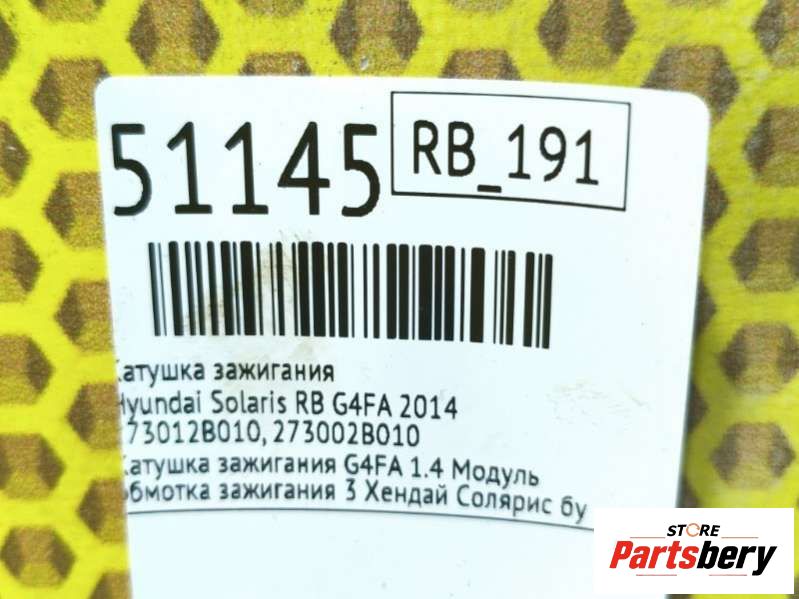 51145 RB_191
Катушка зажигания
Hyundai Solaris RB G4FA 2014
273012B010, 273002B010
Катушка зажигания G4FA 1.4 Модуль
обмотка зажигания 3 Хендай Солярис бу
STORE
Partsbery